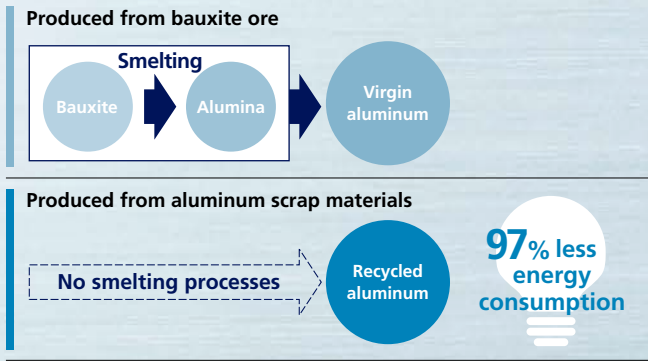 Produced from bauxite ore
Smelting
Bauxite
Alumina
Virgin
aluminum
Produced from aluminum scrap materials
No smelting processes
Recycled
aluminum
97% less
energy
consumption